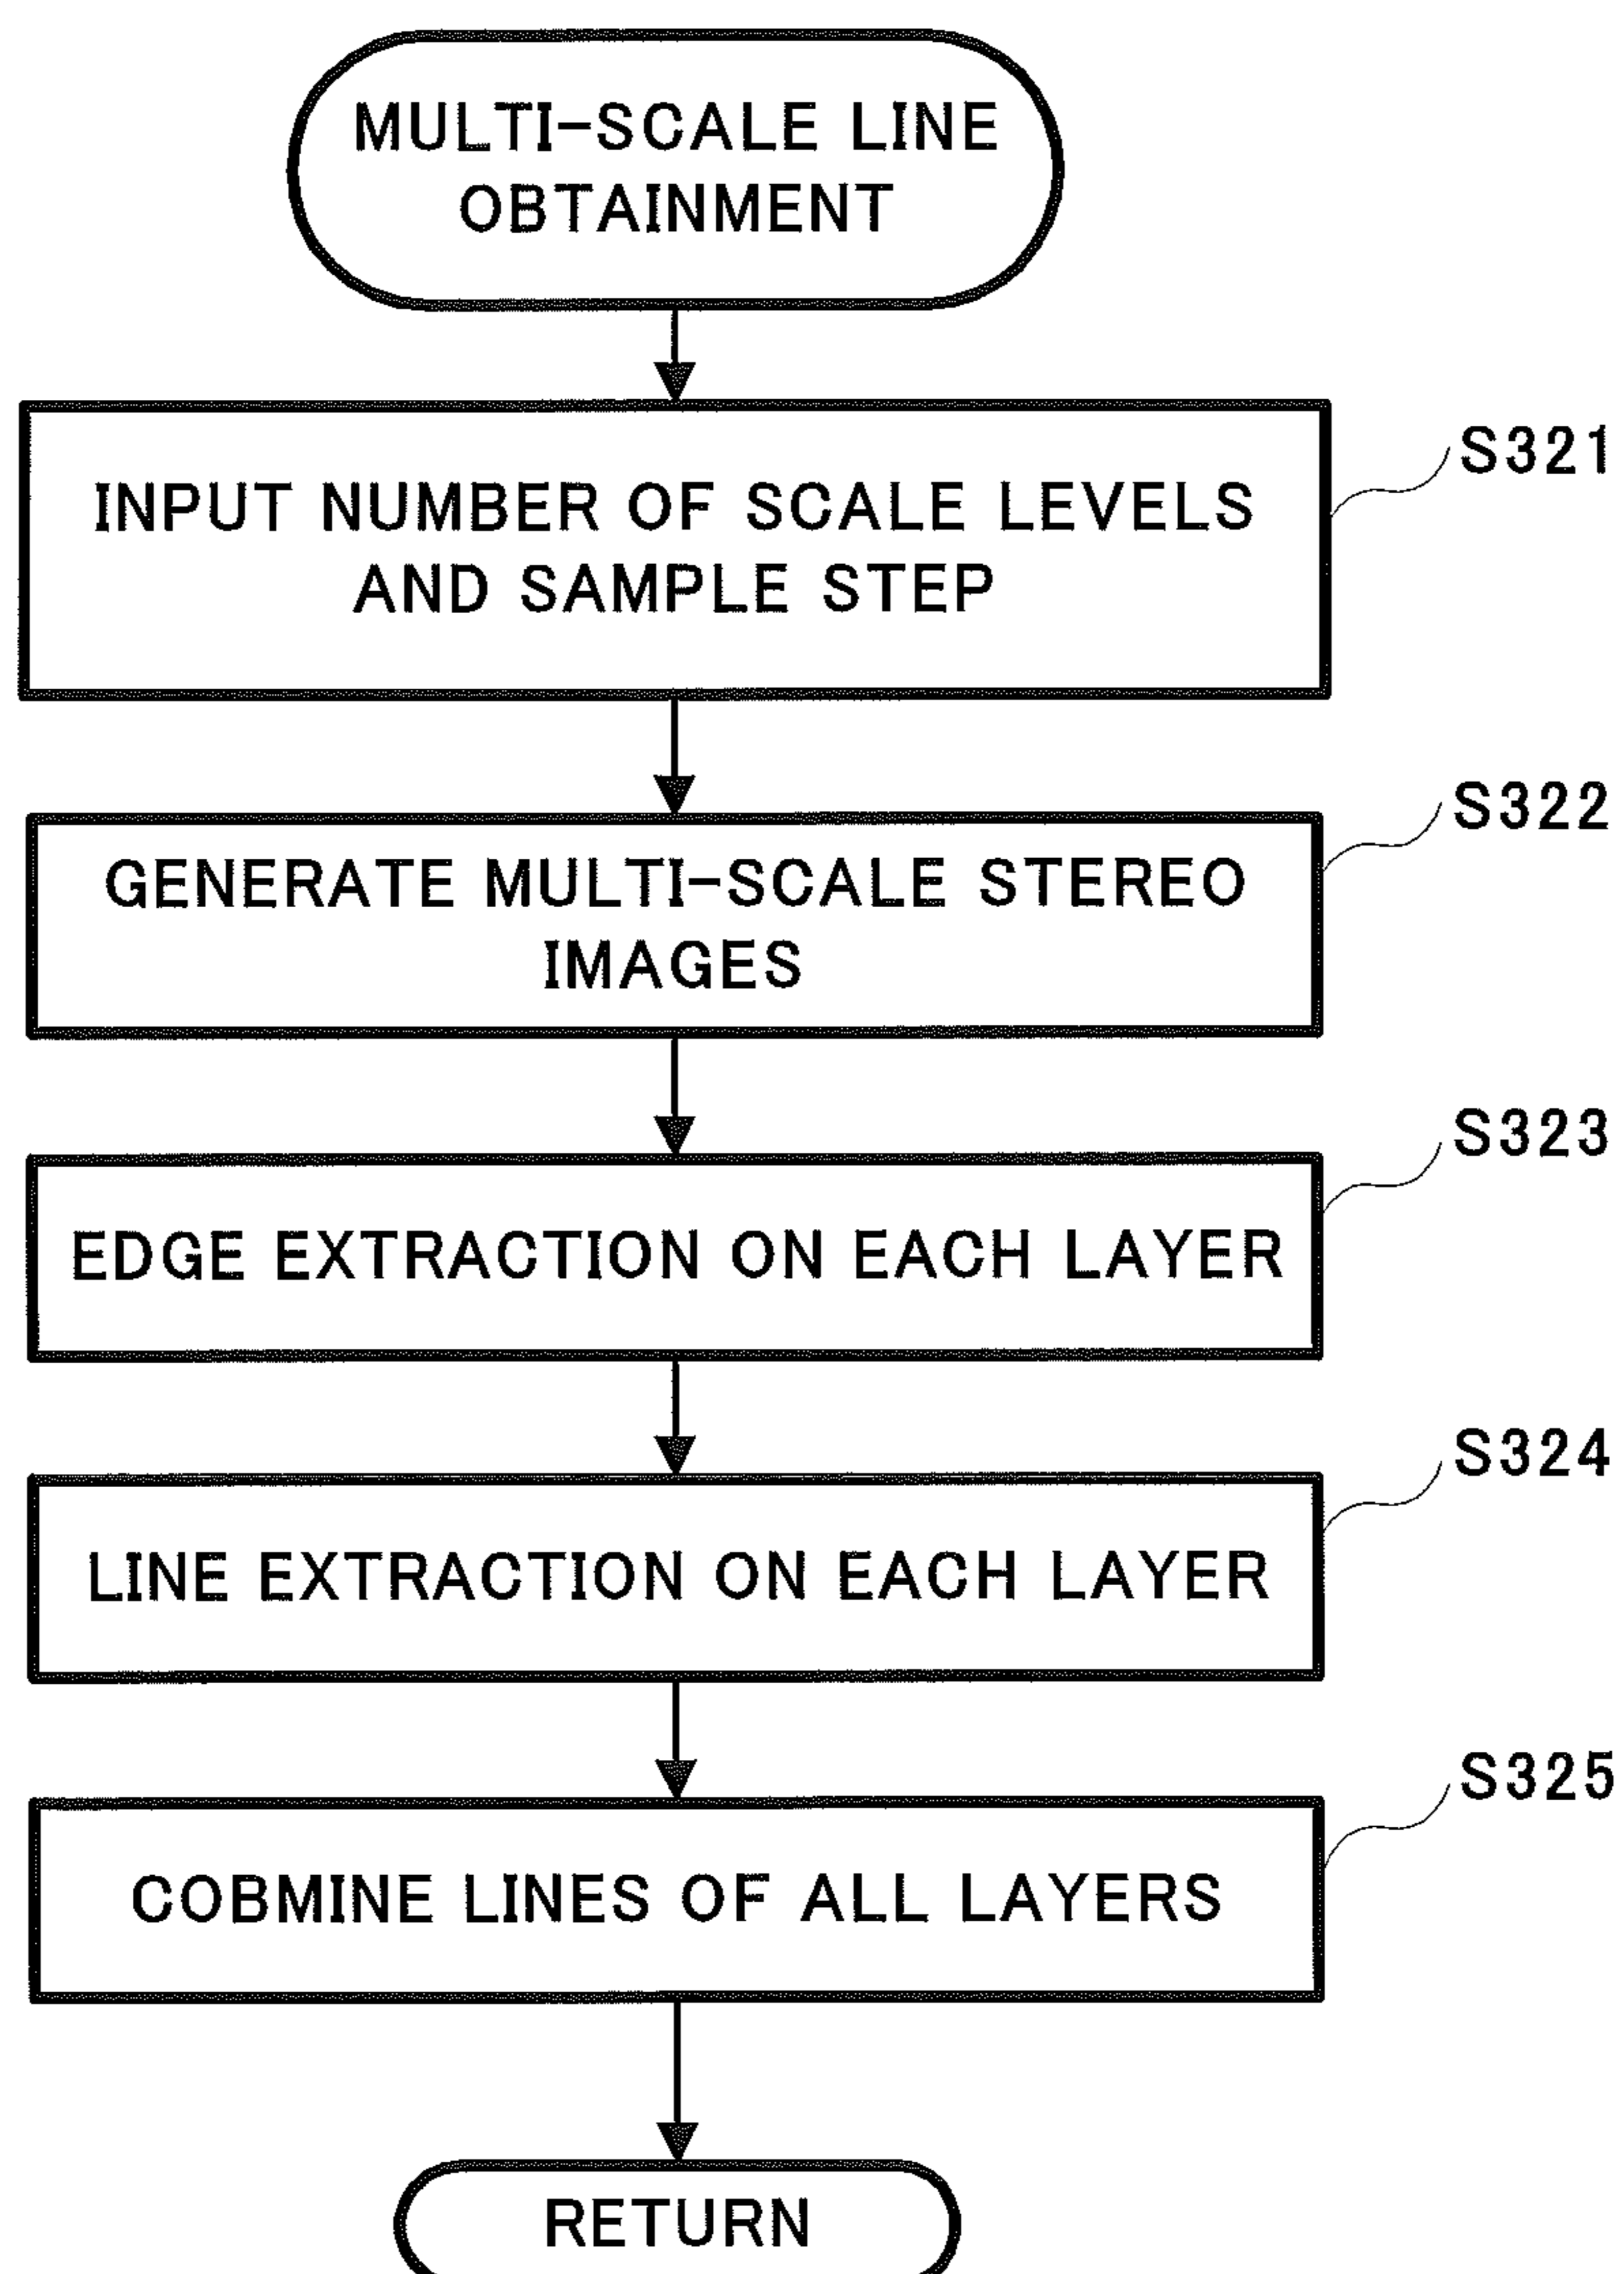 MULTI-SCALE LINE
OBTAINMENT
INPUT NUMBER OF SCALE LEVELS
AND SAMPLE STEP
S321
GENERATE MULTI-SCALE STEREO
IMAGES
S322
EDGE EXTRACTION ON EACH LAYER
S323
LINE EXTRACTION ON EACH LAYER
S324
COBMINE LINES OF ALL LAYERS
S325
RETURN